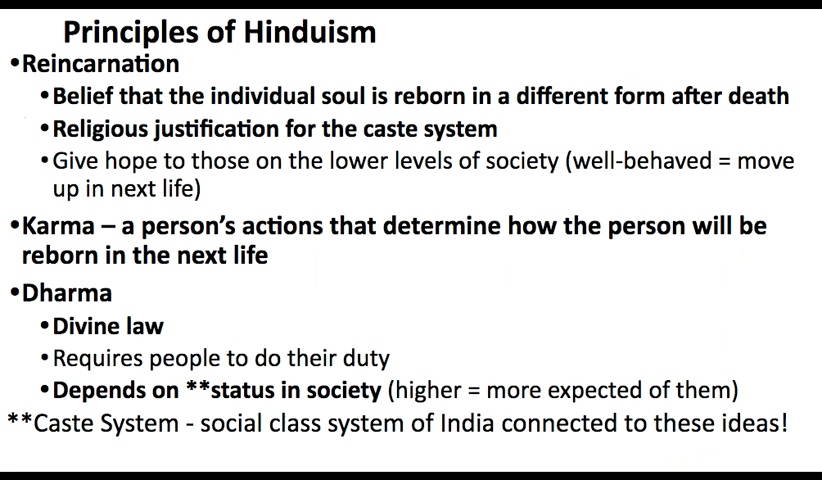 Principles of Hinduism
•Reincarnation
•Belief that the individual soul is reborn in a different form after death
•Religious justification for the caste system
•Give hope to those on the lower levels of society (well-behaved = move
up in next life)
•Karma – a person’s actions that determine how the person will be
reborn in the next life
•Dharma
•Divine law
•Requires people to do their duty
•Depends on **status in society (higher = more expected of them)
**Caste System - social class system of India connected to these ideas!